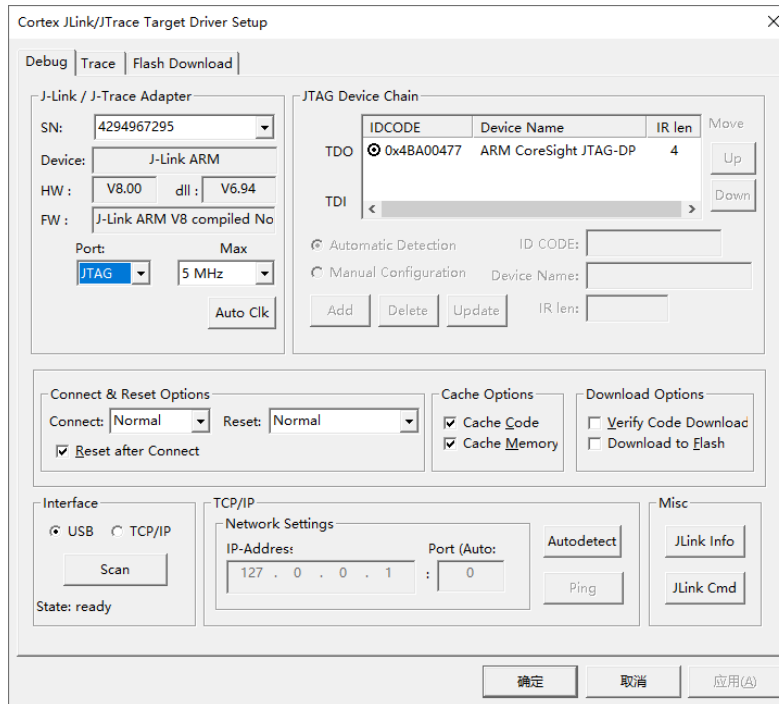 Cortex JLink/JTrace Target Driver Setup
Debug Trace Flash Download
J-Link / J-Trace Adapter
SN: 4294967295
Device: J-Link ARM
HW : V8.00 dll : V6.94
FW : J-Link ARM V8 compiled No
Port: Max
JTAG 5 MHz
Auto Clk
JTAG Device Chain
IDCODE Device Name IR len Move
TDO 0x4BA00477 ARM CoreSight JTAG-DP 4 Up
TDI Down
Automatic Detection ID CODE:
Manual Configuration Device Name:
Add Delete Update IR len:
Connect & Reset Options
Connect: Normal Reset: Normal
Reset after Connect
Cache Options
Cache Code
Cache Memory
Download Options
Verify Code Download
Download to Flash
Interface
USB TCP/IP
Scan
State: ready
TCP/IP
Network Settings
IP-Address: Port (Auto:
127 . 0 . 0 . 1 : 0
Autodetect
Ping
Misc
JLink Info
JLink Cmd
确定 取消 应用(A)